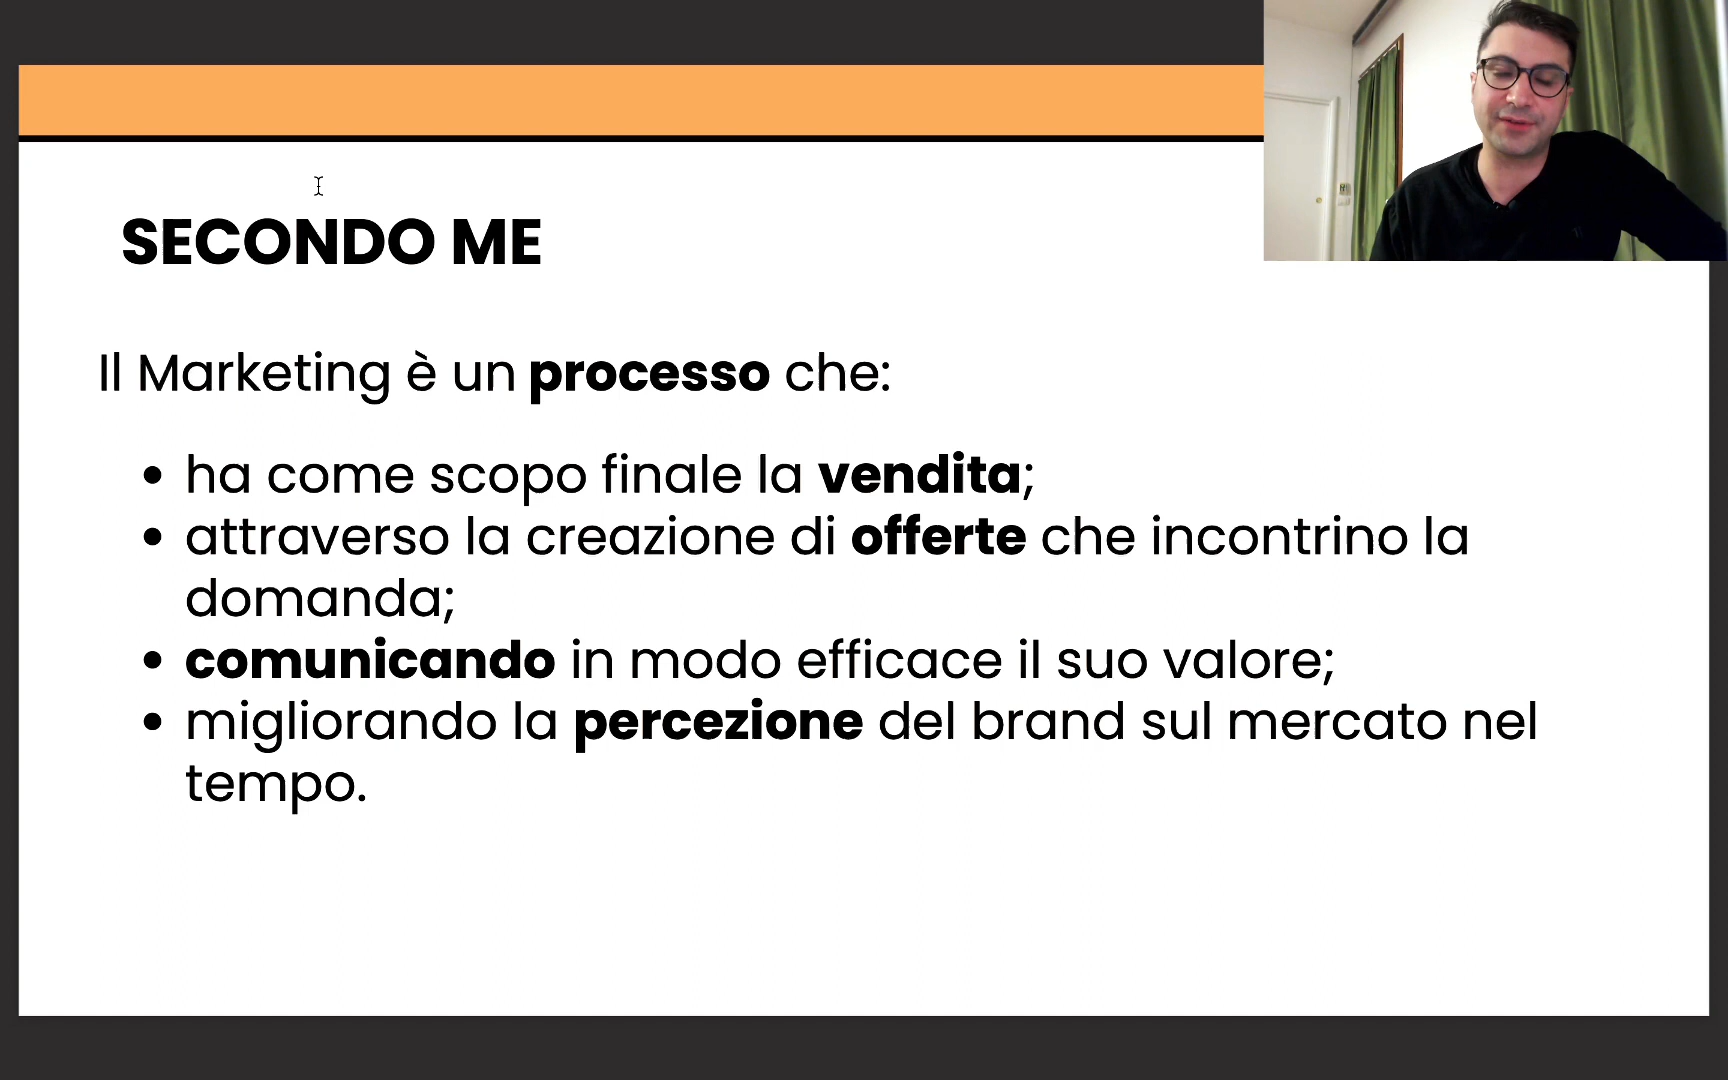 SECONDO ME
Il Marketing è un processo che:
• ha come scopo finale la vendita;
• attraverso la creazione di offerte che incontrino la
domanda;
• comunicando in modo efficace il suo valore;
• migliorando la percezione del brand sul mercato nel
tempo.